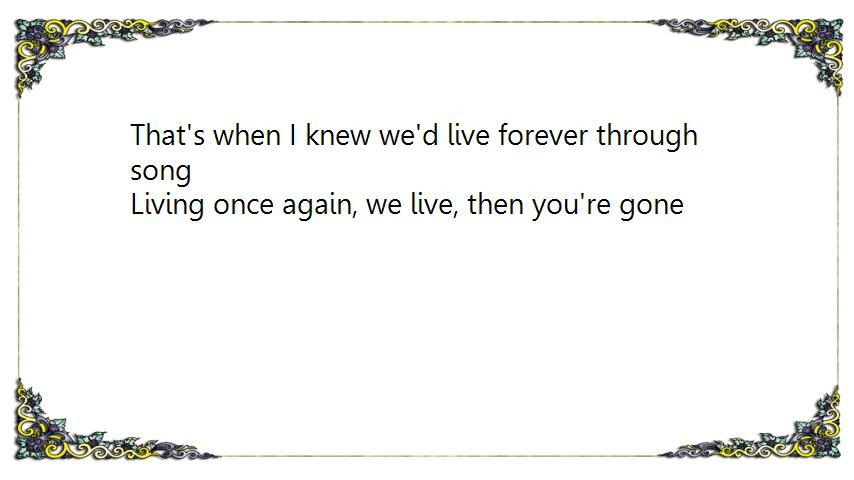 That's when I knew we'd live forever through
song
Living once again, we live, then you're gone